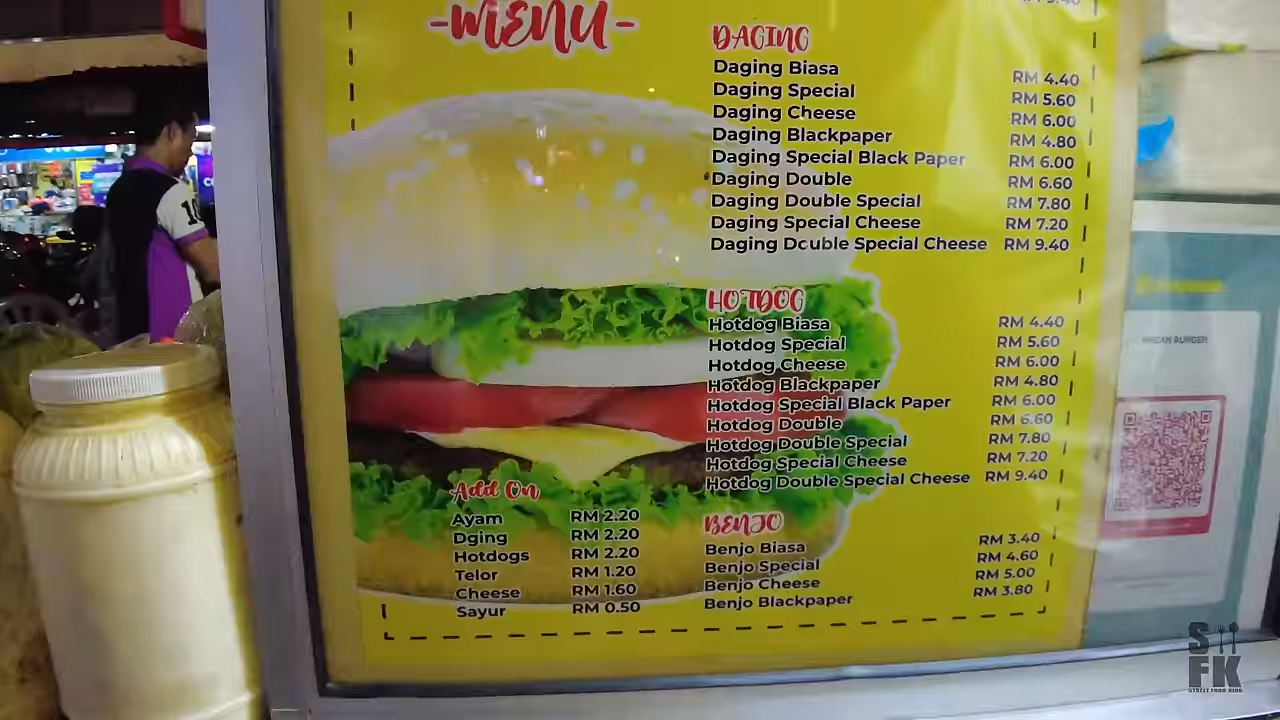 -MENU-
DAGING
Daging Biasa RM 4.40
Daging Special RM 5.60
Daging Cheese RM 6.00
Daging Blackpaper RM 4.80
Daging Special Black Paper RM 6.00
Daging Double RM 6.60
Daging Double Special RM 7.80
Daging Special Cheese RM 7.20
Daging Double Special Cheese RM 9.40
HOTDOG
Hotdog Biasa RM 4.40
Hotdog Special RM 5.60
Hotdog Cheese RM 6.00
Hotdog Blackpaper RM 4.80
Hotdog Special Black Paper RM 6.00
Hotdog Double RM 6.60
Hotdog Double Special RM 7.80
Hotdog Special Cheese RM 7.20
Hotdog Double Special Cheese RM 9.40
Add On
Ayam RM 2.20
Dging RM 2.20
Hotdogs RM 2.20
Telor RM 1.20
Cheese RM 1.60
Sayur RM 0.50
BENJO
Benjo Biasa RM 3.40
Benjo Special RM 4.60
Benjo Cheese RM 5.00
Benjo Blackpaper RM 3.80
BURGER
S
FK
STREET FOOD KING